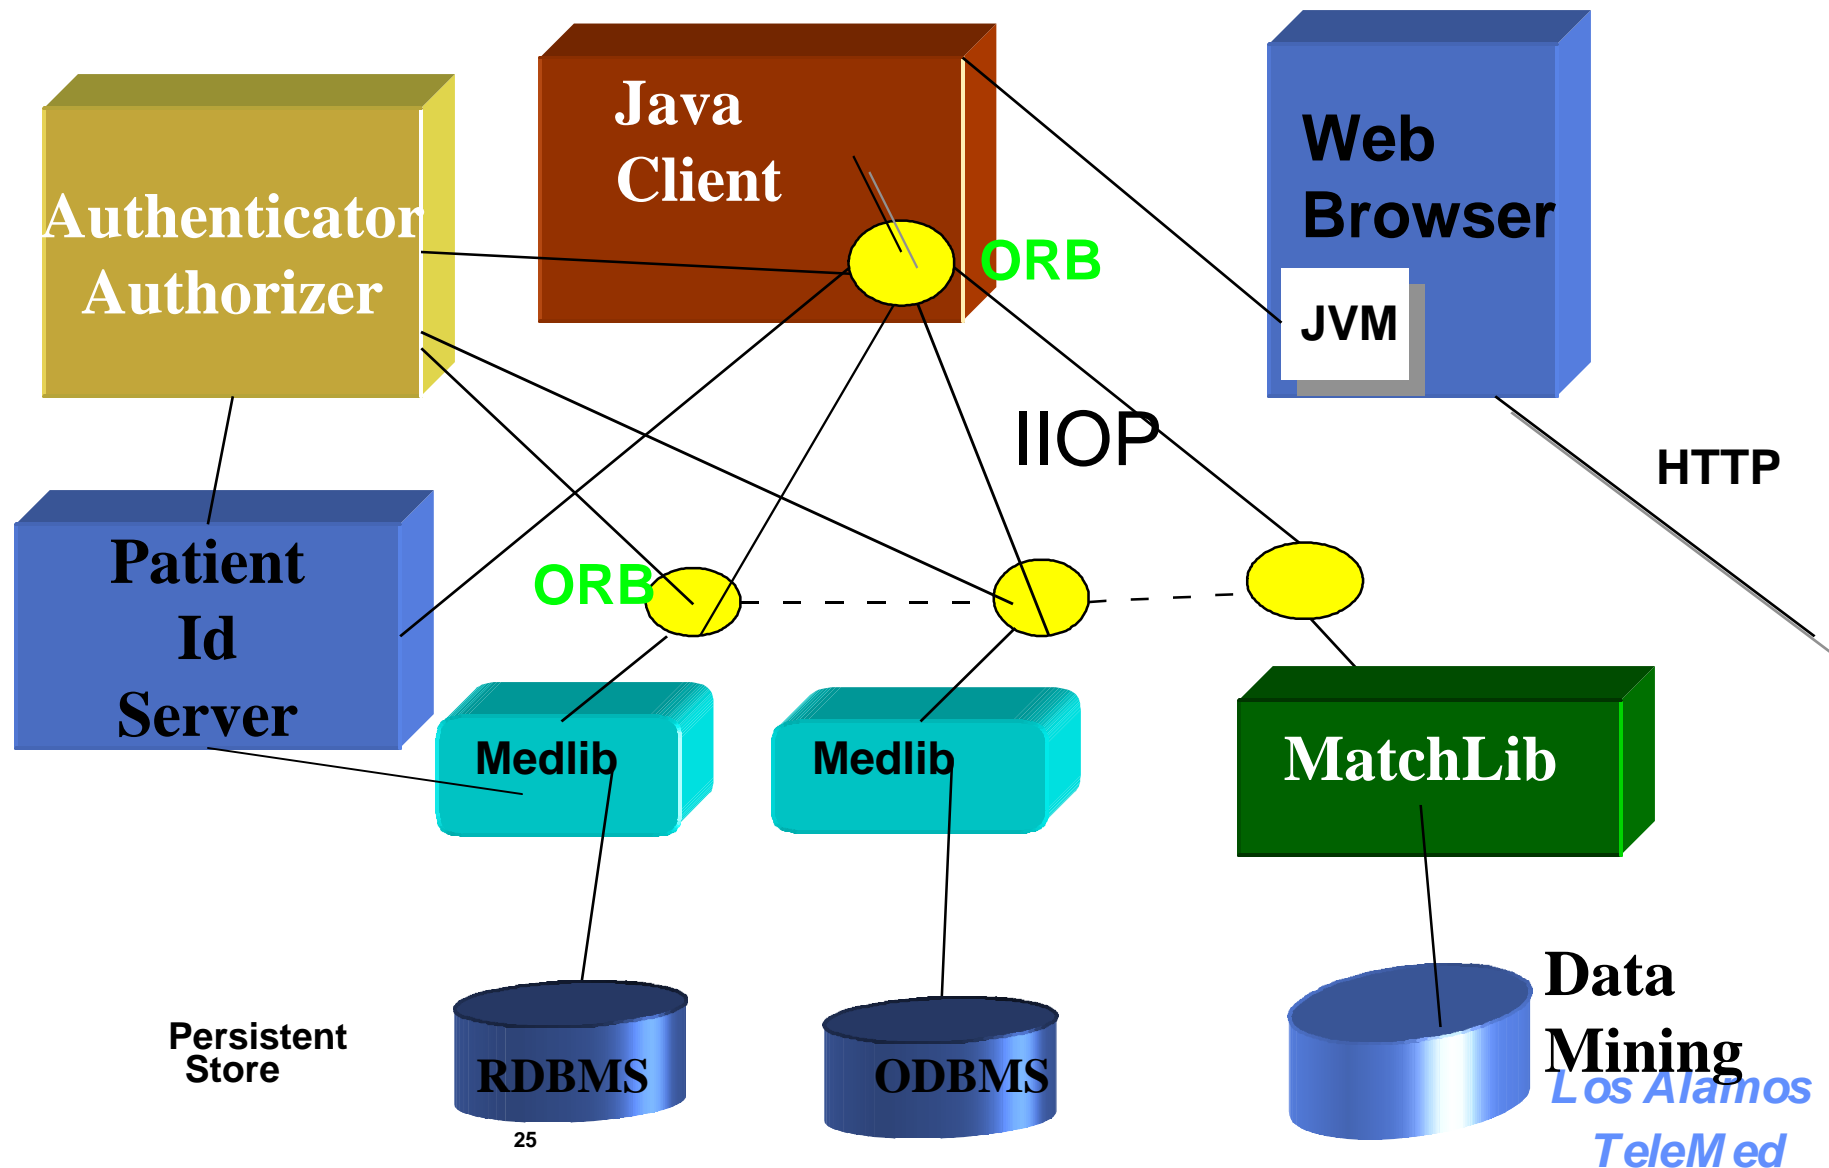 Java
Client
Web
Browser
Authenticator
Authorizer
ORB
JVM
IIOP
HTTP
Patient
Id
Server
ORB
Medlib
Medlib
MatchLib
Data
Mining
Persistent
Store
RDBMS
ODBMS
Los Alamos
TeleMed
25